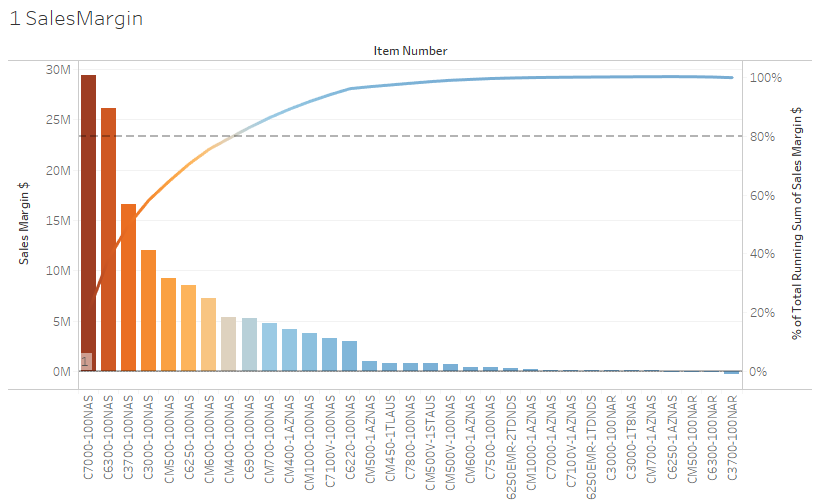 1 SalesMargin
Item Number
30M
25M
20M
15M
10M
5M
0M
Sales Margin $
100%
80%
60%
40%
20%
0%
% of Total Running Sum of Sales Margin $
1
C7000-100NAS
C6300-100NAS
C3700-100NAS
C3000-100NAS
CM500-100NAS
C6250-100NAS
CM600-100NAS
CM400-100NAS
C6900-100NAS
CM700-100NAS
CM400-1AZNAS
CM1000-100NAS
C7100V-100NAS
C6220-100NAS
CM500-1AZNAS
CM450-1TLAUS
C7800-100NAS
CM500V-1STAUS
CM500V-100NAS
CM600-1AZNAS
C7500-100NAS
6250EMR-2TDNDS
CM1000-1AZNAS
C7000-1AZNAS
C7100V-1AZNAS
6250EMR-1TDNDS
C3000-100NAR
C3000-1T8NAS
CM700-1AZNAS
C6250-1AZNAS
CM500-100NAR
C6300-100NAR
C3700-100NAR